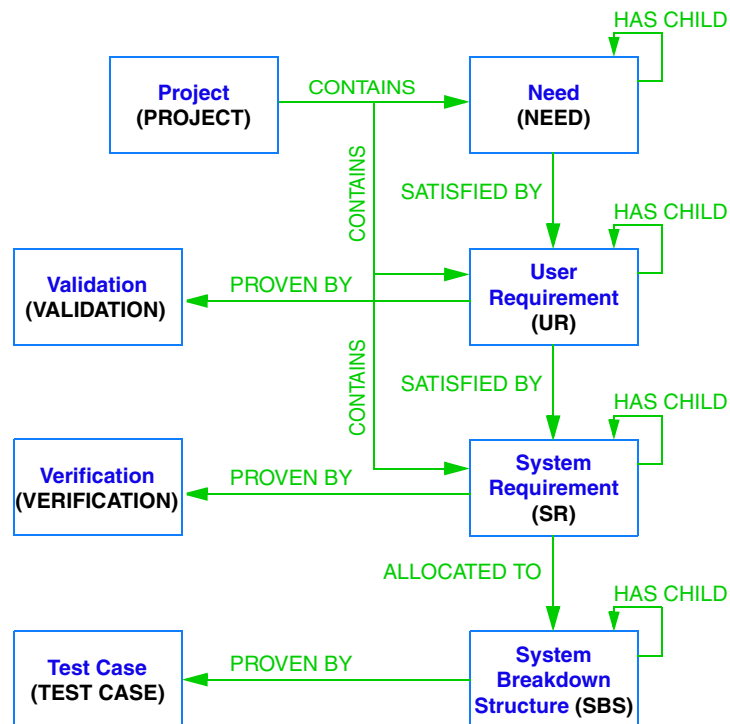 HAS CHILD
Project
(PROJECT)
CONTAINS
Need
(NEED)
CONTAINS
SATISFIED BY
HAS CHILD
Validation
(VALIDATION)
PROVEN BY
User
Requirement
(UR)
CONTAINS
SATISFIED BY
HAS CHILD
Verification
(VERIFICATION)
PROVEN BY
System
Requirement
(SR)
ALLOCATED TO
HAS CHILD
Test Case
(TEST CASE)
PROVEN BY
System
Breakdown
Structure (SBS)